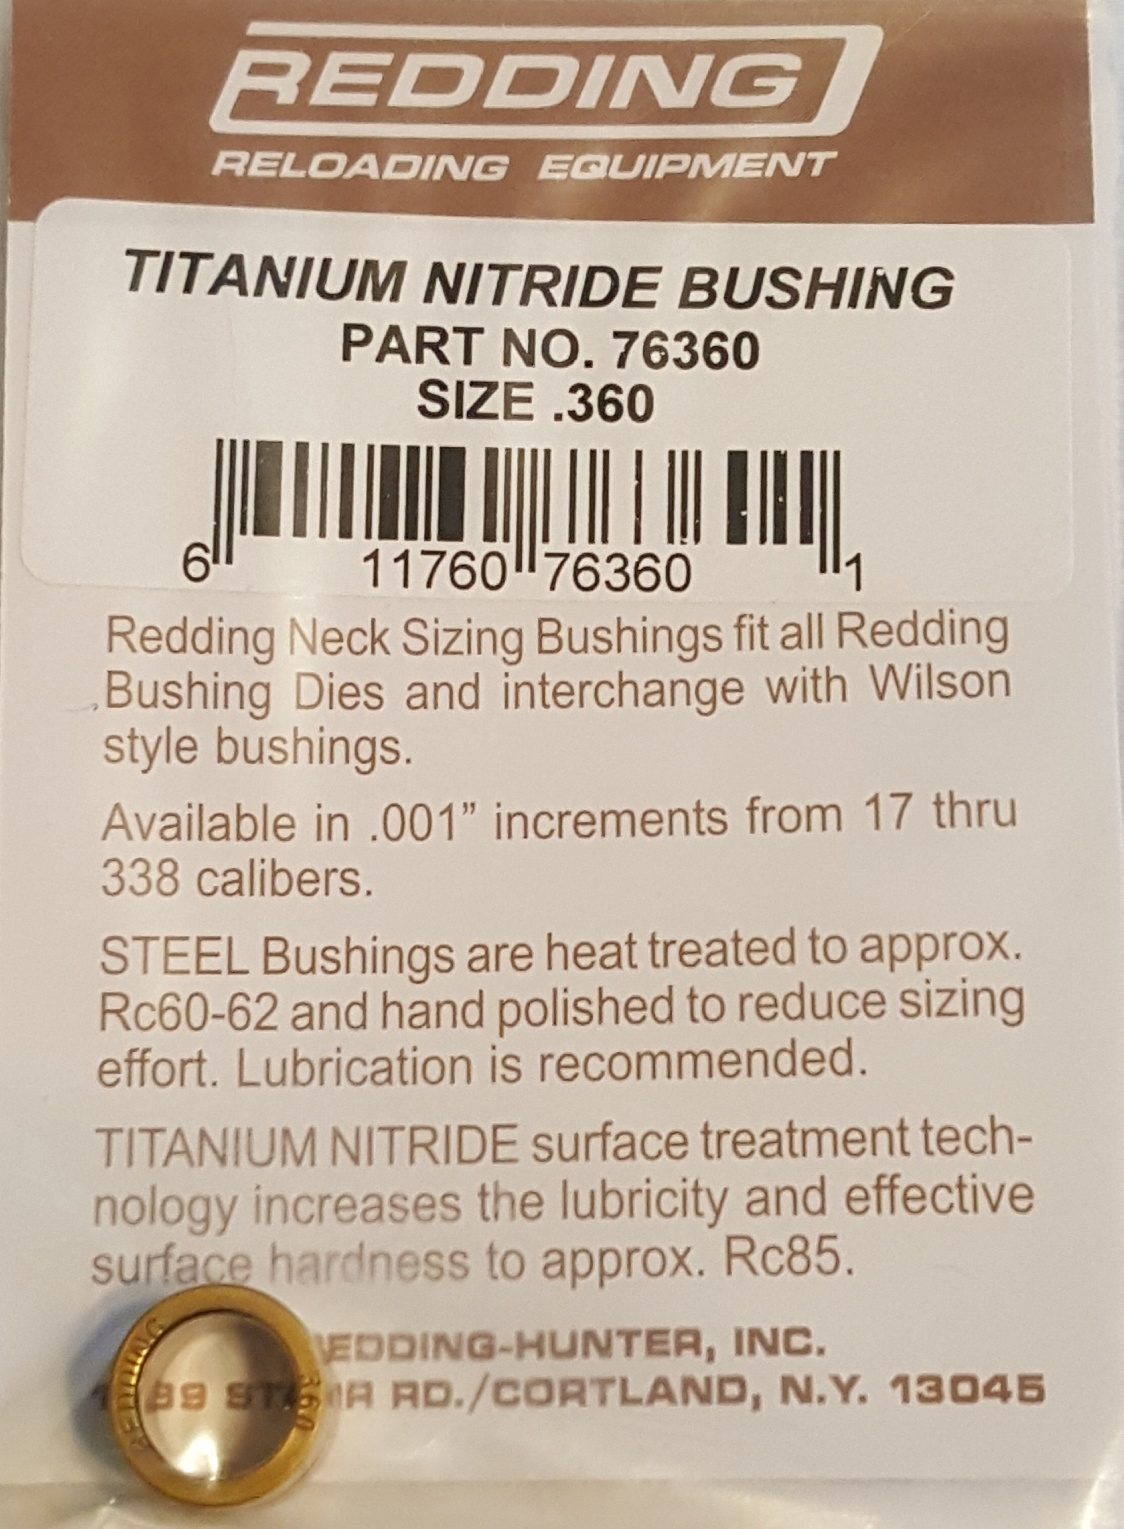 REDDING
RELOADING EQUIPMENT
TITANIUM NITRIDE BUSHING
PART NO. 76360
SIZE .360
6 11760 76360 1
Redding Neck Sizing Bushings fit all Redding
Bushing Dies and interchange with Wilson
style bushings.
Available in .001” increments from 17 thru
338 calibers.
STEEL Bushings are heat treated to approx.
Rc60-62 and hand polished to reduce sizing
effort. Lubrication is recommended.
TITANIUM NITRIDE surface treatment tech-
nology increases the lubricity and effective
surface hardness to approx. Rc85.
EDDING-HUNTER, INC.
RD./CORTLAND, N.Y. 13045
REDDING
360